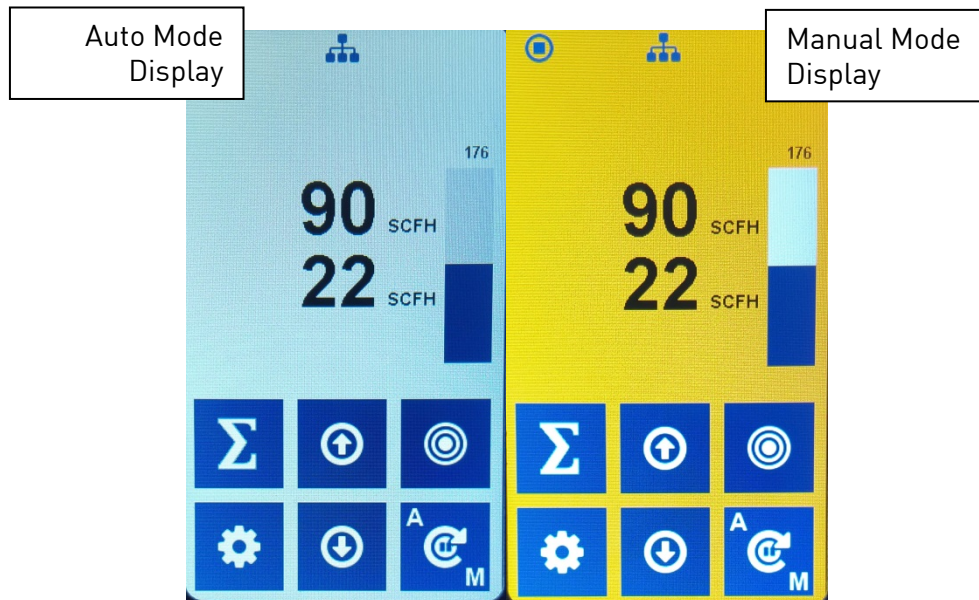 Auto Mode
Display
Manual Mode
Display
176
90 SCFH
22 SCFH
Σ
A
M
176
90 SCFH
22 SCFH
Σ
A
M